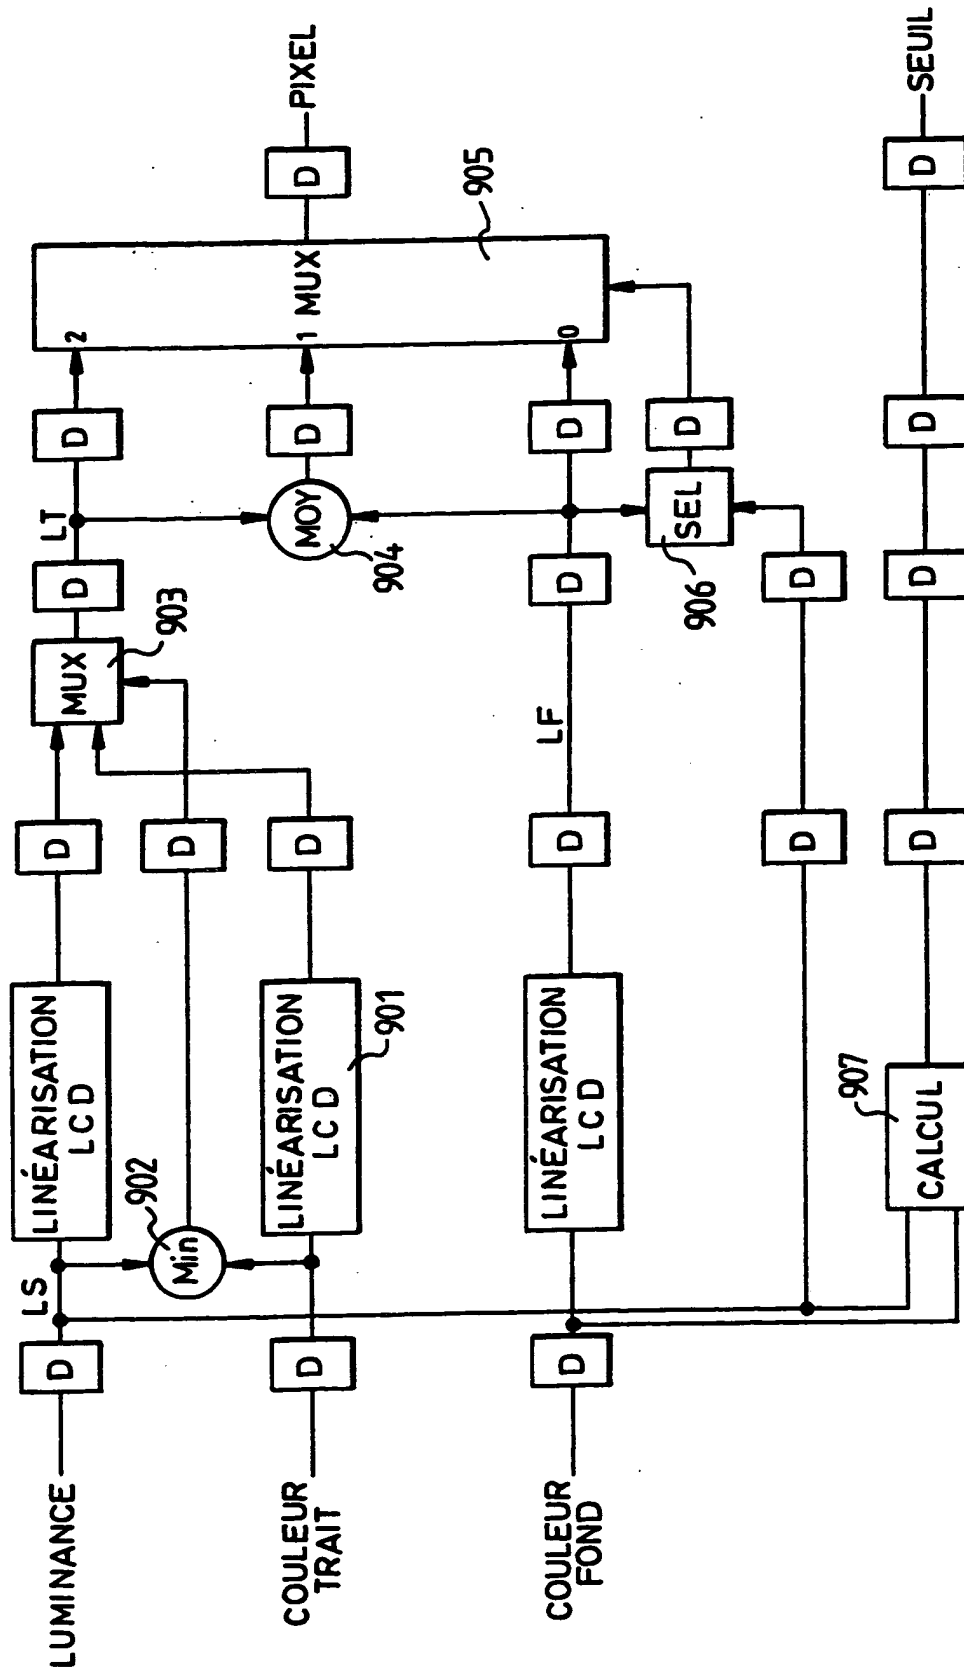 LUMINANCE
D
LS
LINÉARISATION
LCD
D
MUX
903
D
LT
D
2
902
Min
D
COULEUR
TRAIT
D
LINÉARISATION
LCD
901
D
MOY
904
D
1 MUX
905
D
PIXEL
COULEUR
FOND
D
LINÉARISATION
LCD
D
LF
D
D
0
906
SEL
D
D
D
907
CALCUL
D
D
D
D
SEUIL